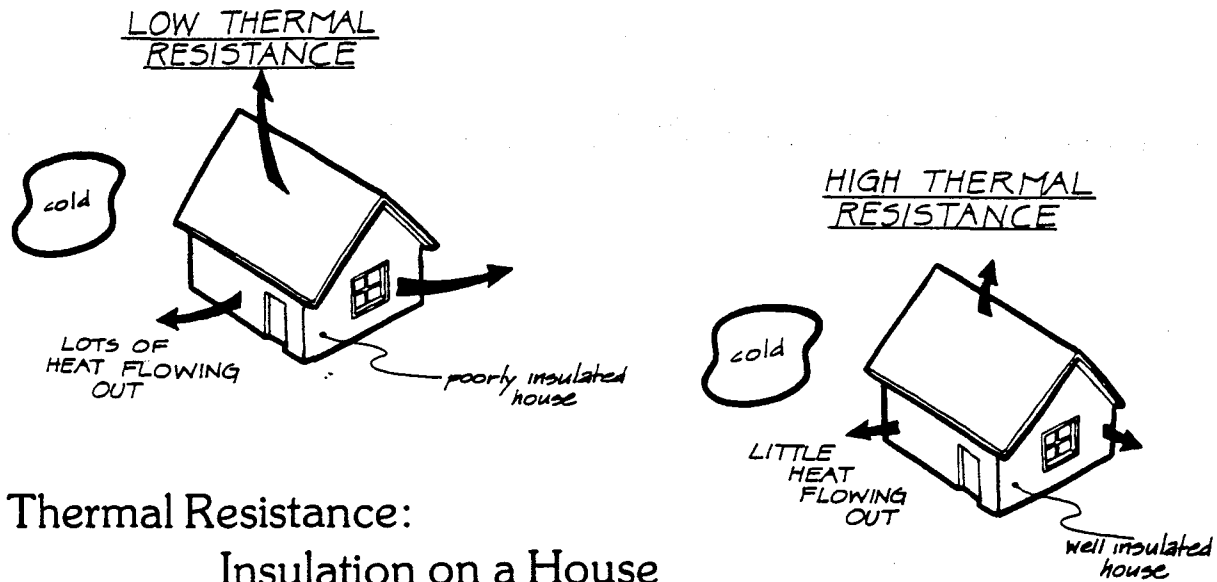 LOW THERMAL
RESISTANCE
cold
LOTS OF
HEAT FLOWING
OUT
poorly insulated
house
HIGH THERMAL
RESISTANCE
cold
LITTLE
HEAT
FLOWING
OUT
well insulated
house
Thermal Resistance:
Insulation on a House